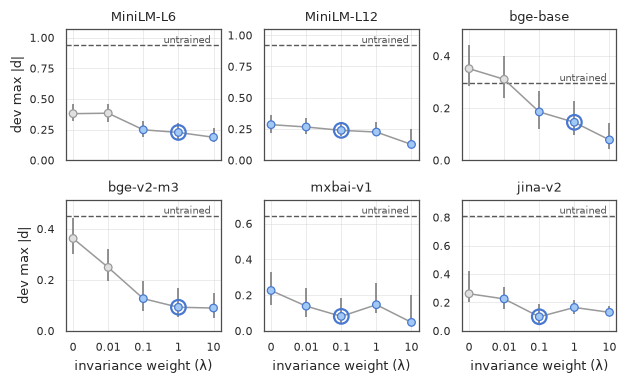 MiniLM-L6 MiniLM-L12 bge-base
dev max |d|
1.00
0.75
0.50
0.25
0.00
untrained
1.00
0.75
0.50
0.25
0.00
untrained
0.4
0.2
0.0
untrained
bge-v2-m3 mxbai-v1 jina-v2
dev max |d|
0.4
0.2
0.0
untrained
0.6
0.4
0.2
0.0
untrained
0.8
0.6
0.4
0.2
0.0
untrained
0 0.01 0.1 1 10 0 0.01 0.1 1 10 0 0.01 0.1 1 10
invariance weight (λ) invariance weight (λ) invariance weight (λ)